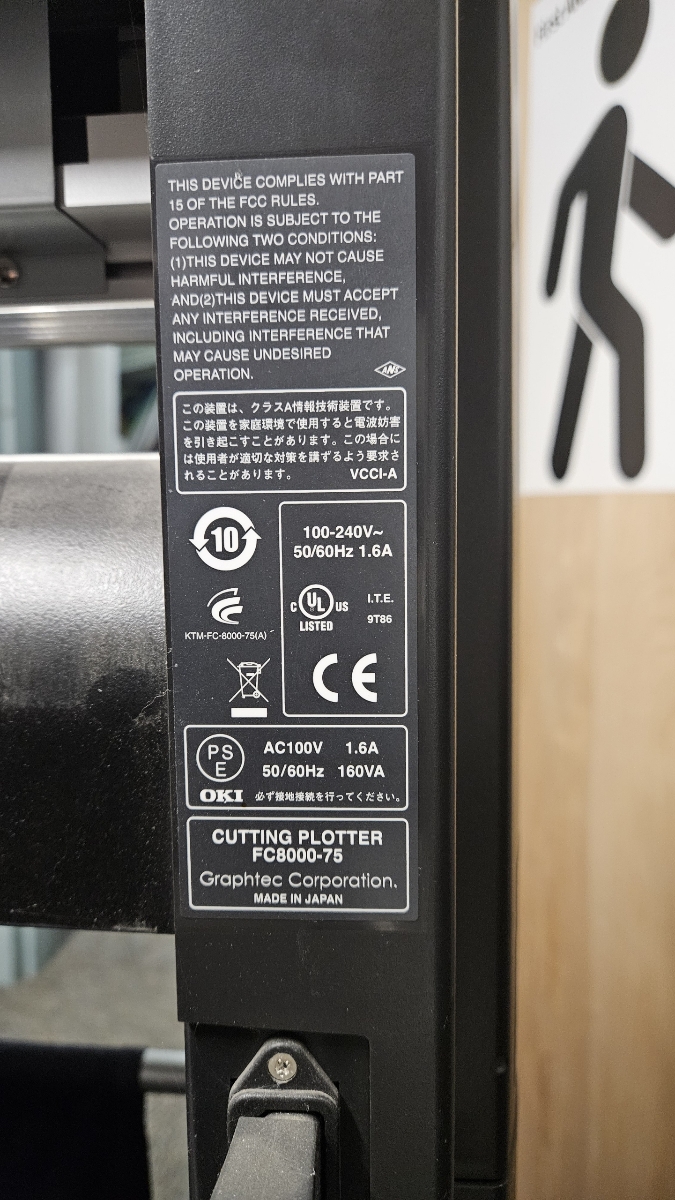 THIS DEVICE COMPLIES WITH PART
15 OF THE FCC RULES.
OPERATION IS SUBJECT TO THE
FOLLOWING TWO CONDITIONS:
(1)THIS DEVICE MAY NOT CAUSE
HARMFUL INTERFERENCE,
AND(2)THIS DEVICE MUST ACCEPT
ANY INTERFERENCE RECEIVED,
INCLUDING INTERFERENCE THAT
MAY CAUSE UNDESIRED
OPERATION.
ANS
この装置は、クラスA情報技術装置です。
この装置を家庭環境で使用すると電波妨害
を引き起こすことがあります。この場合に
は使用者が適切な対策を講ずるよう要求さ
れることがあります。 VCCI-A
10
100-240V~
50/60Hz 1.6A
C UL US I.T.E.
LISTED 9T86
KTM-FC-8000-75(A)
CE
PS
E
AC100V 1.6A
50/60Hz 160VA
OKI 必ず接地接続を行ってください。
CUTTING PLOTTER
FC8000-75
Graphtec Corporation.
MADE IN JAPAN